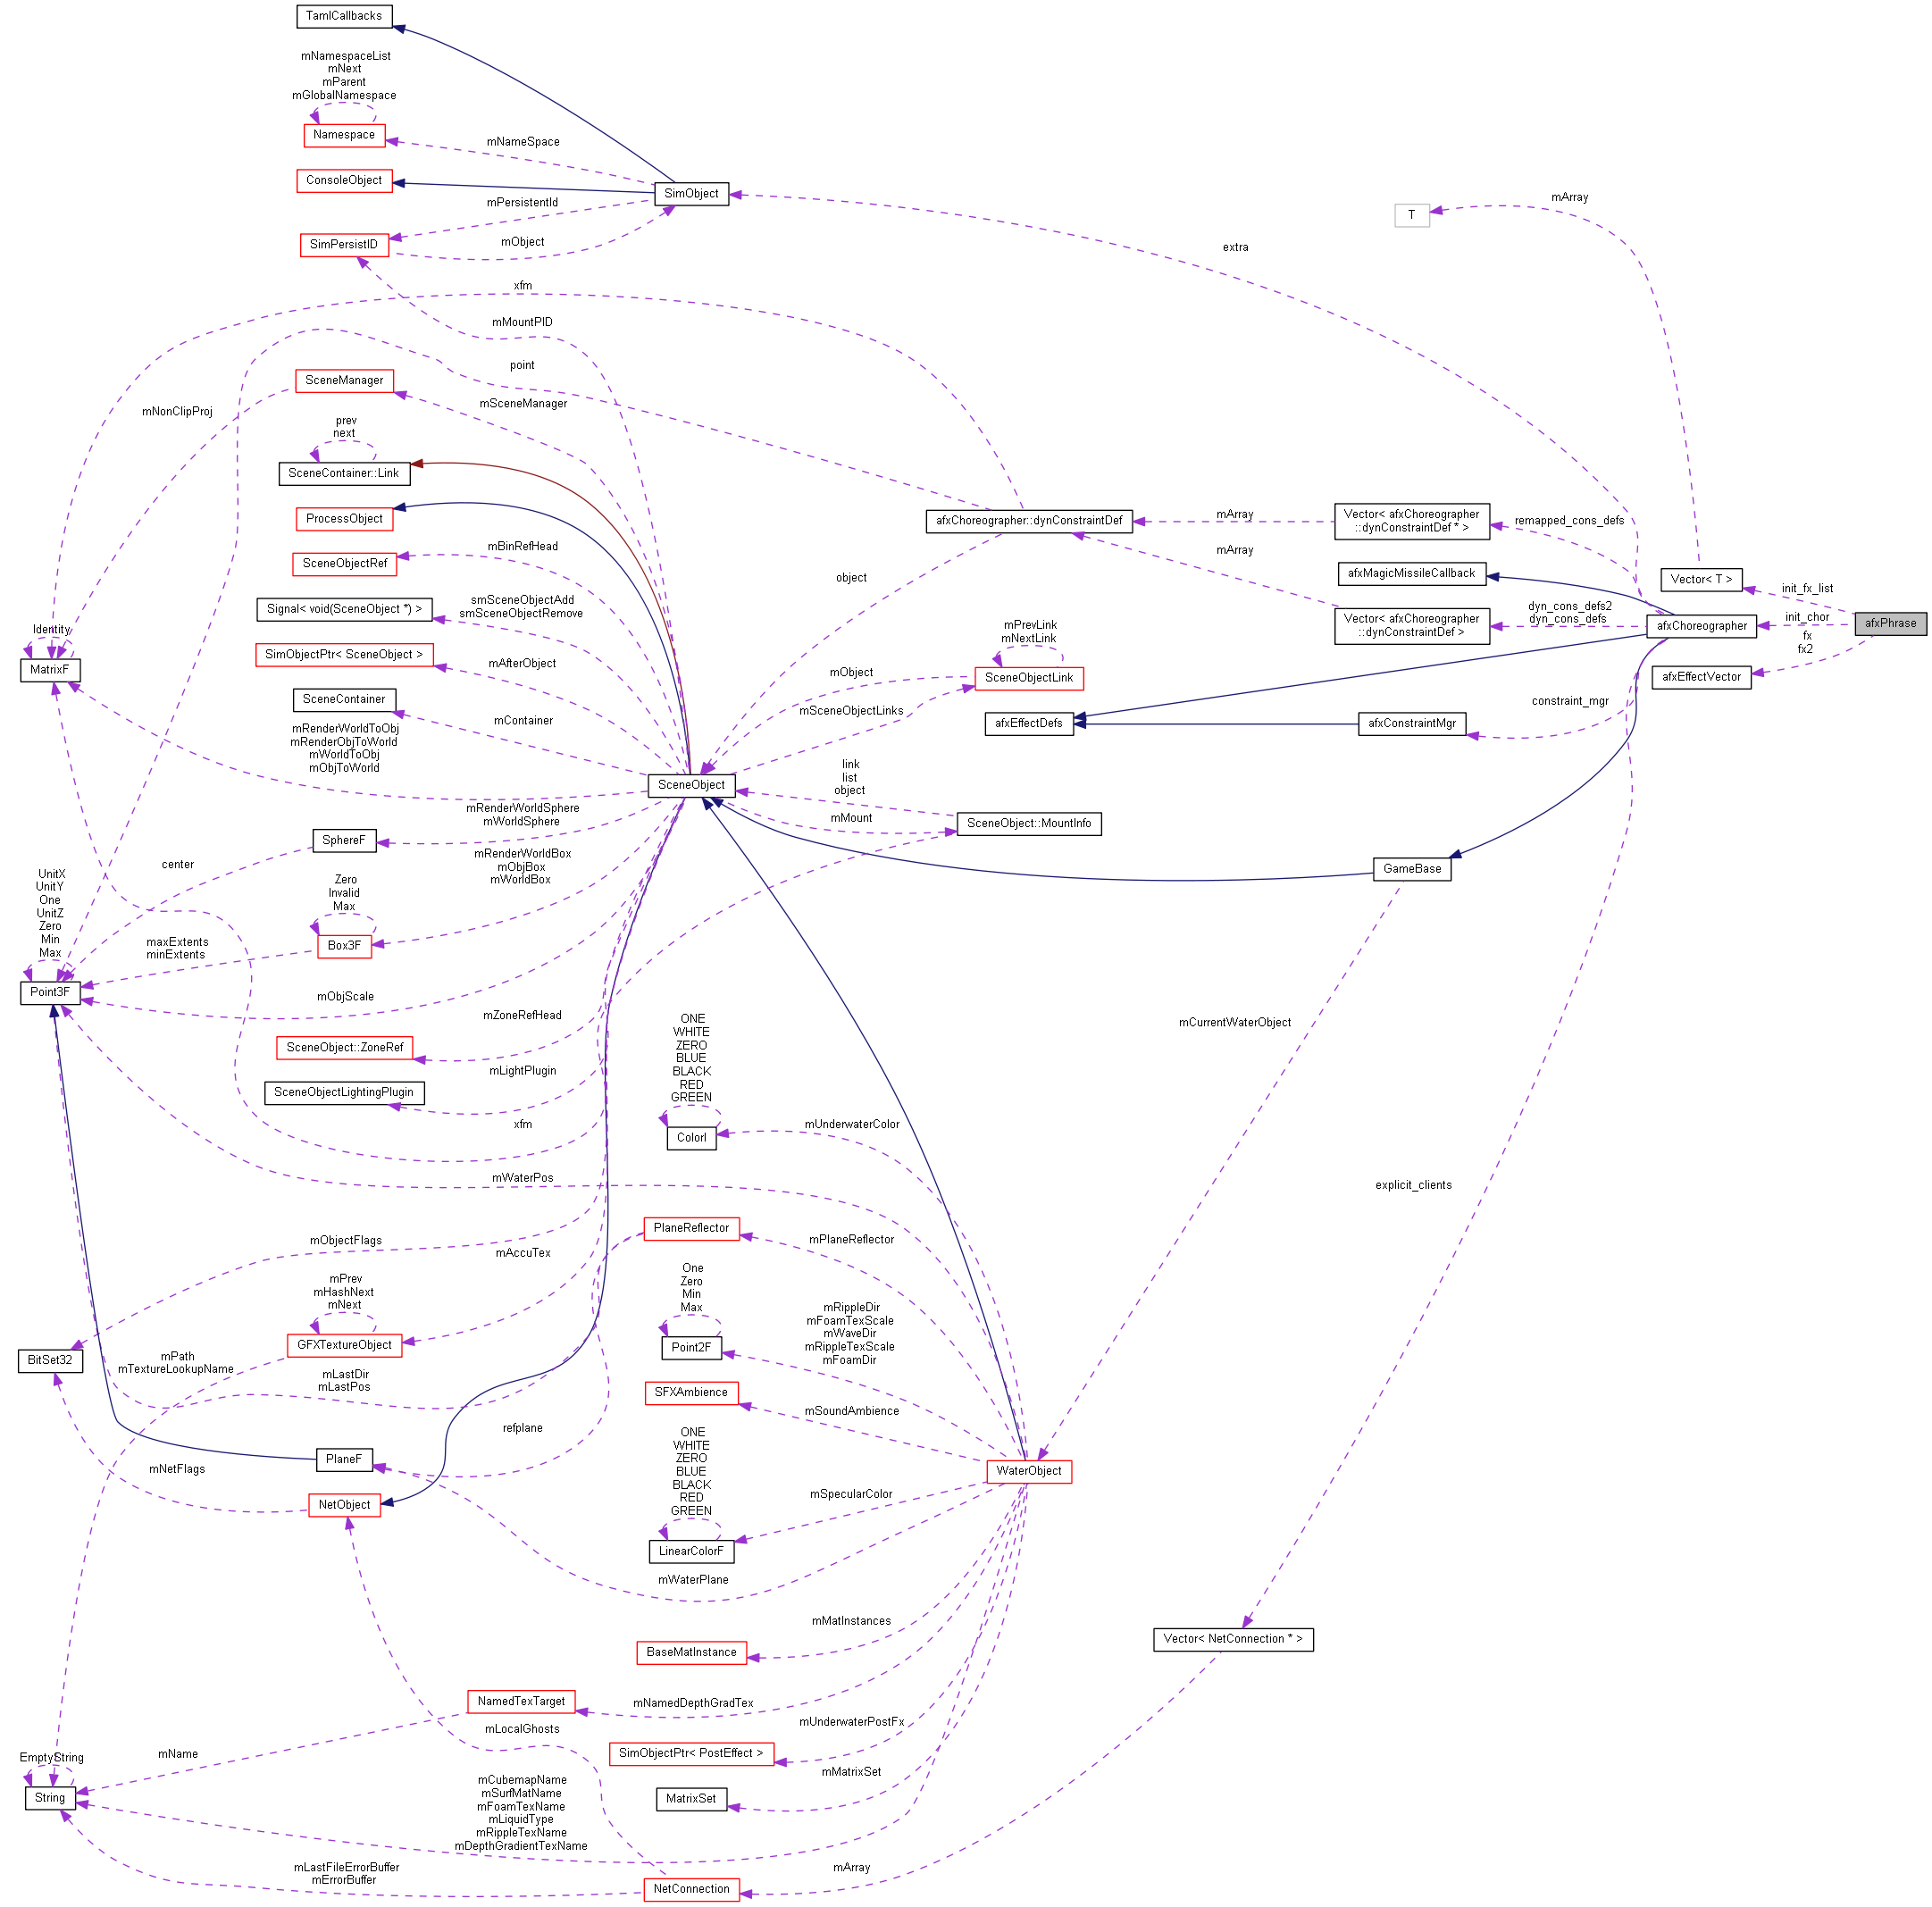 TamlCallbacks
mNamespaceList
mNext
mParent
mGlobalNamespace
Namespace
mNameSpace
ConsoleObject
SimObject
mPersistentId
SimPersistID
mObject
T
mArray
extra
xfm
mMountPID
point
SceneManager
mNonClipProj
mSceneManager
prev
next
SceneContainer::Link
ProcessObject
afxChoreographer::dynConstraintDef
mArray
Vector< afxChoreographer
::dynConstraintDef * >
remapped_cons_defs
mBinRefHead
SceneObjectRef
object
mArray
afxMagicMissileCallback
Vector< T >
init_fx_list
smSceneObjectAdd
smSceneObjectRemove
Signal< void(SceneObject *) >
Vector< afxChoreographer
::dynConstraintDef >
dyn_cons_defs2
dyn_cons_defs
afxChoreographer
init_chor
afxPhrase
fx
fx2
Identity
MatrixF
SimObjectPtr< SceneObject >
mAfterObject
mPrevLink
mNextLink
mObject
SceneObjectLink
afxEffectVector
SceneContainer
mContainer
mSceneObjectLinks
afxEffectDefs
afxConstraintMgr
constraint_mgr
mRenderWorldToObj
mRenderObjToWorld
mWorldToObj
mObjToWorld
SceneObject
link
list
object
mMount
SceneObject::MountInfo
mRenderWorldSphere
mWorldSphere
SphereF
center
mRenderWorldBox
mObjBox
mWorldBox
GameBase
UnitX
UnitY
One
UnitZ
Zero
Min
Max
Zero
Invalid
Max
Box3F
maxExtents
minExtents
Point3F
mObjScale
mZoneRefHead
SceneObject::ZoneRef
mCurrentWaterObject
ONE
WHITE
ZERO
BLUE
BLACK
RED
GREEN
mLightPlugin
SceneObjectLightingPlugin
xfm
ColorI
mUnderwaterColor
mWaterPos
explicit_clients
mObjectFlags
mAccuTex
PlaneReflector
mPlaneReflector
mPrev
mHashNext
mNext
GFXTextureObject
One
Zero
Min
Max
Point2F
mRippleDir
mFoamTexScale
mWaveDir
mRippleTexScale
mFoamDir
BitSet32
mPath
mTextureLookupName
mLastDir
mLastPos
SFXAmbience
mSoundAmbience
refplane
ONE
WHITE
ZERO
BLUE
BLACK
RED
GREEN
PlaneF
mNetFlags
WaterObject
NetObject
mSpecularColor
LinearColorF
mWaterPlane
mMatInstances
Vector< NetConnection * >
BaseMatInstance
NamedTexTarget
mNamedDepthGradTex
mLocalGhosts
mUnderwaterPostFx
SimObjectPtr< PostEffect >
EmptyString
mName
String
mMatrixSet
MatrixSet
mCubemapName
mSurfMatName
mFoamTexName
mLiquidType
mRippleTexName
mDepthGradientTexName
mLastFileErrorBuffer
mErrorBuffer
NetConnection
mArray